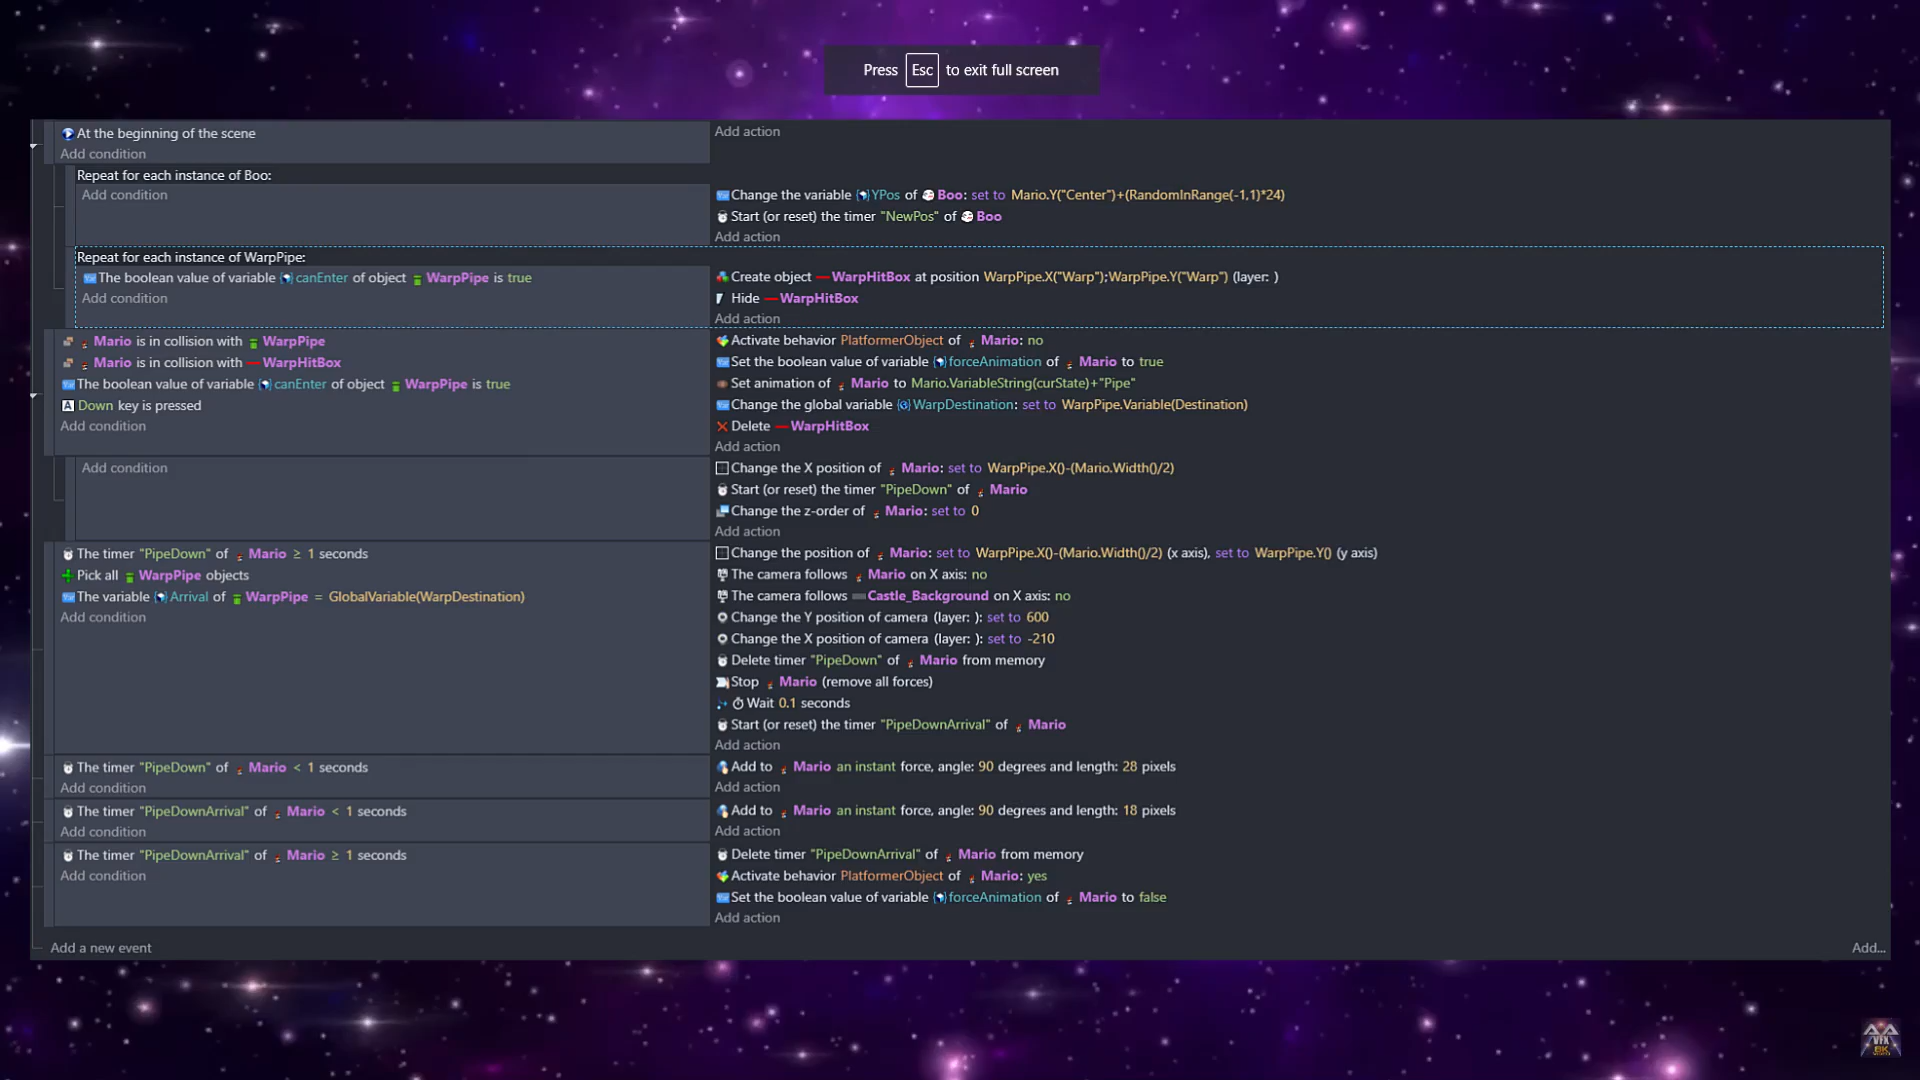 Press Esc to exit full screen
At the beginning of the scene
Add condition
Add action
Repeat for each instance of Boo:
Add condition
Change the variable YPos of Boo: set to Mario.Y("Center")+(RandomInRange(-1,1)*24)
Start (or reset) the timer "NewPos" of Boo
Add action
Repeat for each instance of WarpPipe:
The boolean value of variable canEnter of object WarpPipe is true
Add condition
Create object WarpHitBox at position WarpPipe.X("Warp");WarpPipe.Y("Warp") (layer: )
Hide WarpHitBox
Add action
Mario is in collision with WarpPipe
Mario is in collision with WarpHitBox
The boolean value of variable canEnter of object WarpPipe is true
A Down key is pressed
Add condition
Activate behavior PlatformerObject of Mario: no
Set the boolean value of variable forceAnimation of Mario to true
Set animation of Mario to Mario.VariableString(curState)+"Pipe"
Change the global variable WarpDestination: set to WarpPipe.Variable(Destination)
Delete WarpHitBox
Add action
Add condition
Change the X position of Mario: set to WarpPipe.X()-(Mario.Width()/2)
Start (or reset) the timer "PipeDown" of Mario
Change the z-order of Mario: set to 0
Add action
The timer "PipeDown" of Mario ≥ 1 seconds
Pick all WarpPipe objects
The variable Arrival of WarpPipe = GlobalVariable(WarpDestination)
Add condition
Change the position of Mario: set to WarpPipe.X()-(Mario.Width()/2) (x axis), set to WarpPipe.Y() (y axis)
The camera follows Mario on X axis: no
The camera follows Castle_Background on X axis: no
Change the Y position of camera (layer: ): set to 600
Change the X position of camera (layer: ): set to -210
Delete timer "PipeDown" of Mario from memory
Stop Mario (remove all forces)
Wait 0.1 seconds
Start (or reset) the timer "PipeDownArrival" of Mario
Add action
The timer "PipeDown" of Mario < 1 seconds
Add condition
Add to Mario an instant force, angle: 90 degrees and length: 28 pixels
Add action
The timer "PipeDownArrival" of Mario < 1 seconds
Add condition
Add to Mario an instant force, angle: 90 degrees and length: 18 pixels
Add action
The timer "PipeDownArrival" of Mario ≥ 1 seconds
Add condition
Delete timer "PipeDownArrival" of Mario from memory
Activate behavior PlatformerObject of Mario: yes
Set the boolean value of variable forceAnimation of Mario to false
Add action
Add a new event
Add...
VFX